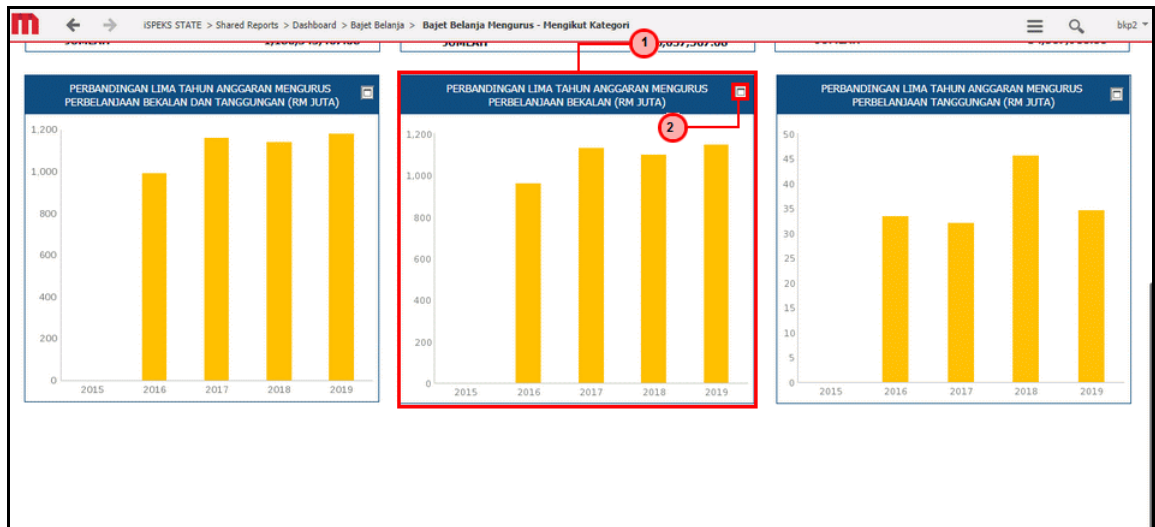 iSPEKS STATE > Shared Reports > Dashboard > Bajet Belanja > Bajet Belanja Mengurus - Mengikut Kategori
bkp2
1
PERBANDINGAN LIMA TAHUN ANGGARAN MENGURUS
PERBELANJAAN BEKALAN DAN TANGGUNGAN (RM JUTA)
1,200
1,000
800
600
400
200
0
2015 2016 2017 2018 2019
PERBANDINGAN LIMA TAHUN ANGGARAN MENGURUS
PERBELANJAAN BEKALAN (RM JUTA)
2
1,200
1,000
800
600
400
200
0
2015 2016 2017 2018 2019
PERBANDINGAN LIMA TAHUN ANGGARAN MENGURUS
PERBELANJAAN TANGGUNGAN (RM JUTA)
50
45
40
35
30
25
20
15
10
5
0
2015 2016 2017 2018 2019